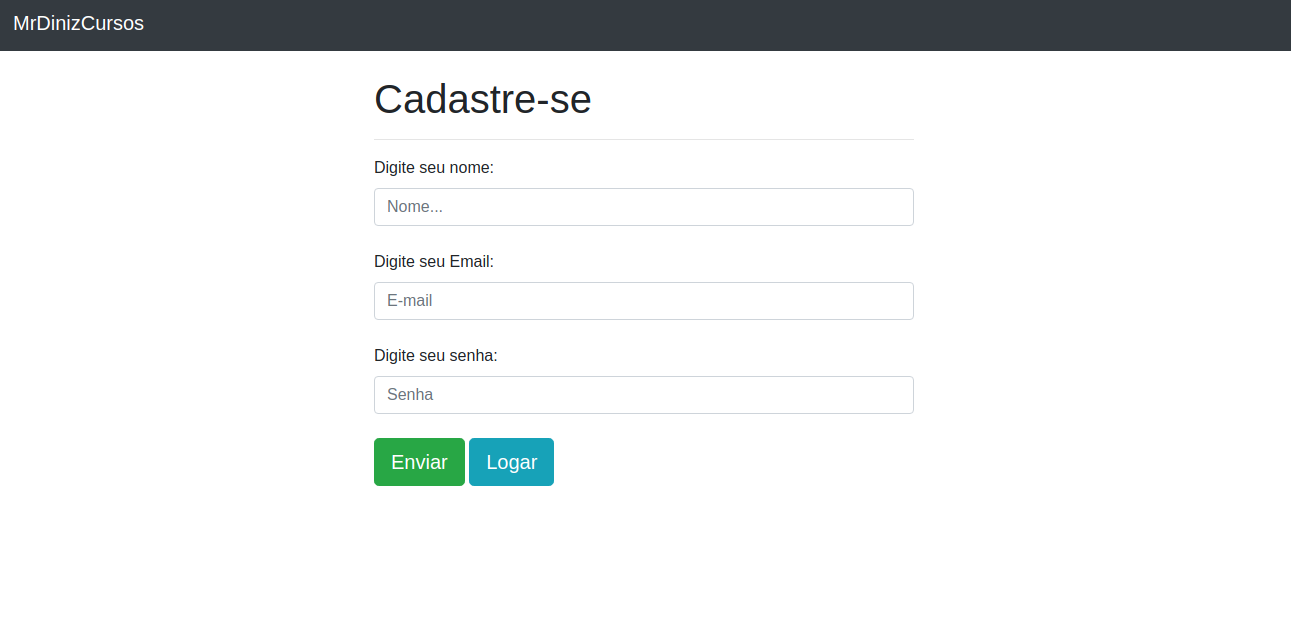 MrDinizCursos
Cadastre-se
Digite seu nome:
Nome...
Digite seu Email:
E-mail
Digite seu senha:
Senha
Enviar Logar